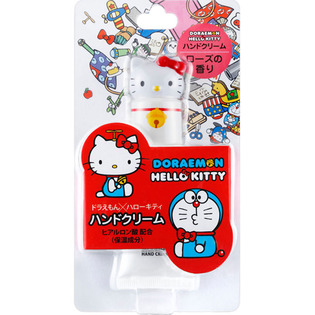 DORAEMON
HELLO KITTY
ハンドクリーム
ローズの
香り
DORAEMON
HELLO KITTY
ドラえもん×ハローキティ
ハンドクリーム
ヒアルロン酸 配合
(保湿成分)